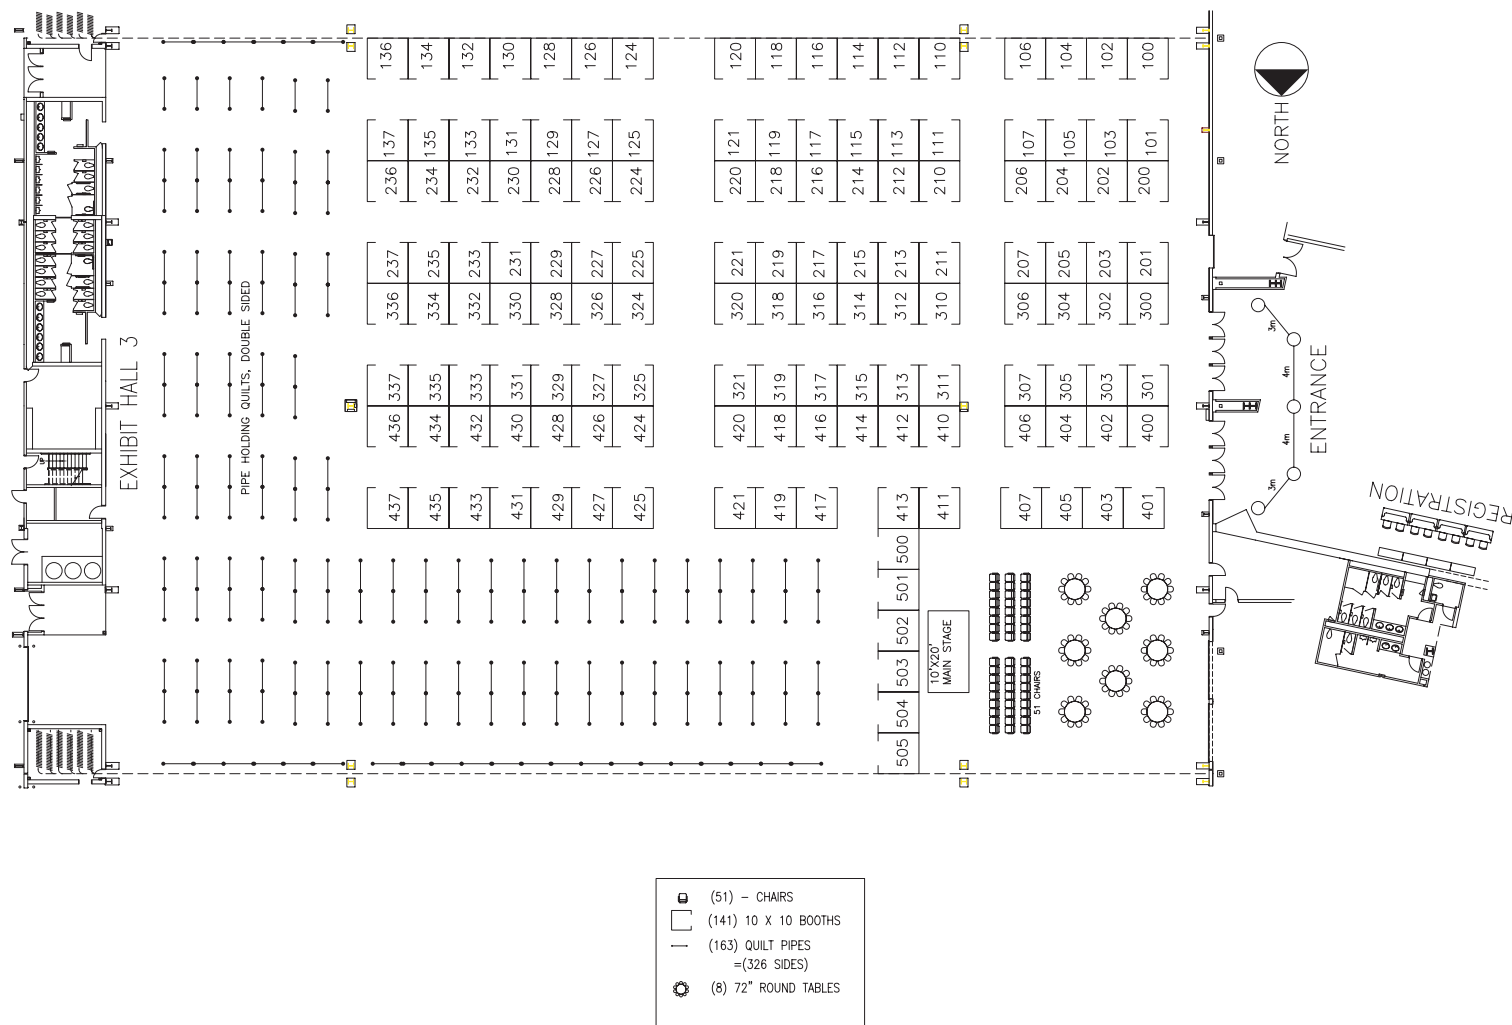 136 134 132 130 128 126 124 120 118 116 114 112 110 106 104 102 100
NORTH
137 135 133 131 129 127 125 121 119 117 115 113 111 107 105 103 101
236 234 232 230 228 226 224 220 218 216 214 212 210 206 204 202 200
237 235 233 231 229 227 225 221 219 217 215 213 211 207 205 203 201
336 334 332 330 328 326 324 320 318 316 314 312 310 306 304 302 300
EXHIBIT HALL 3
PIPE HOLDING QUILTS, DOUBLE SIDED
337 335 333 331 329 327 325 321 319 317 315 313 311 307 305 303 301
436 434 432 430 428 426 424 420 418 416 414 412 410 406 404 402 400
3m
4m
4m
3m
ENTRANCE
437 435 433 431 429 427 425 421 419 417 413 411 407 405 403 401
REGISTRATION
500
501
502
503
504
505
10'X20'
MAIN STAGE
51 CHAIRS
(51) - CHAIRS
(141) 10 X 10 BOOTHS
(163) QUILT PIPES
=(326 SIDES)
(8) 72" ROUND TABLES